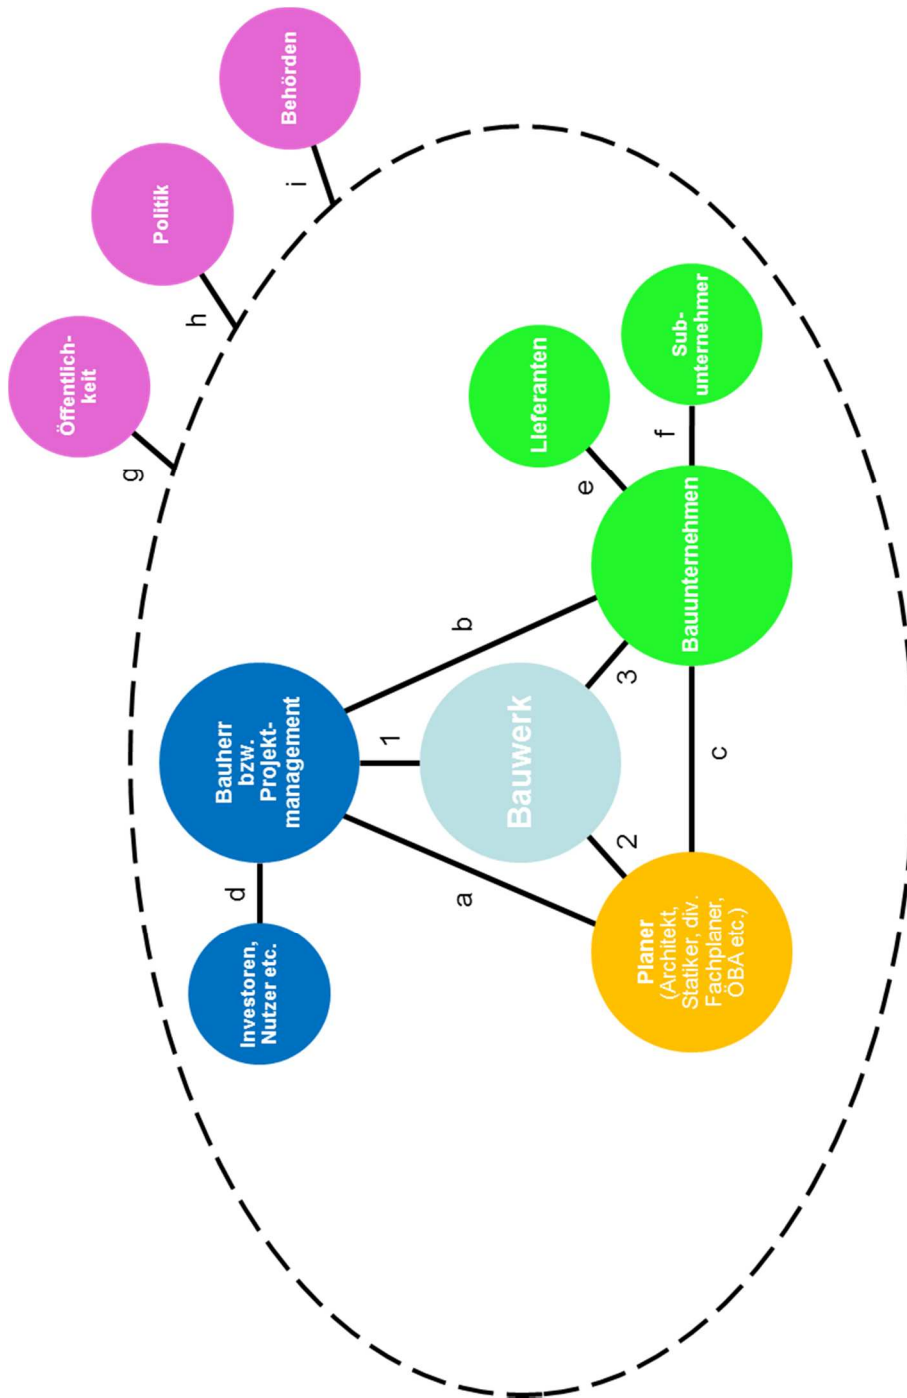 Öffentlich-
keit
g
Politik
h
Behörden
i
Investoren,
Nutzer etc.
d
Bauherr
bzw.
Projekt-
management
a
1
b
Bauwerk
2
3
Lieferanten
e
Planer
(Architekt,
Statiker, div.
Fachplaner,
ÖBA etc.)
c
Bauunternehmen
f
Sub-
unternehmer